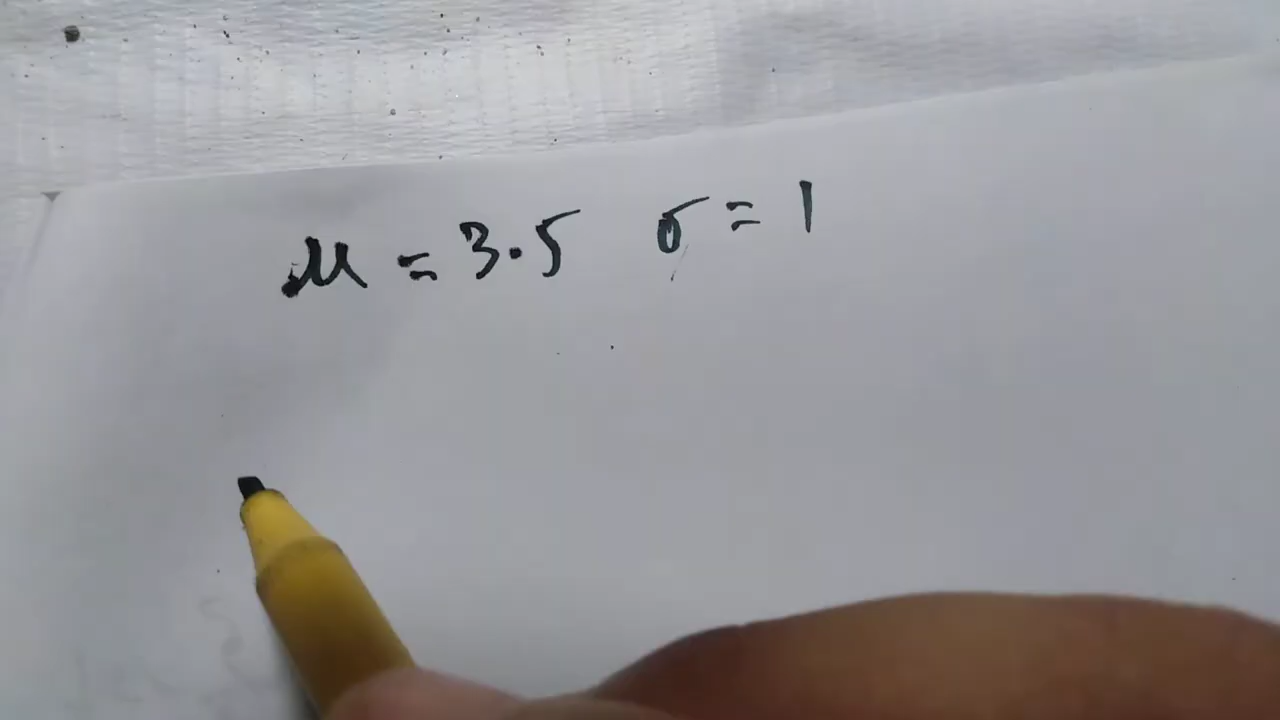 μ = 3.5 σ = 1